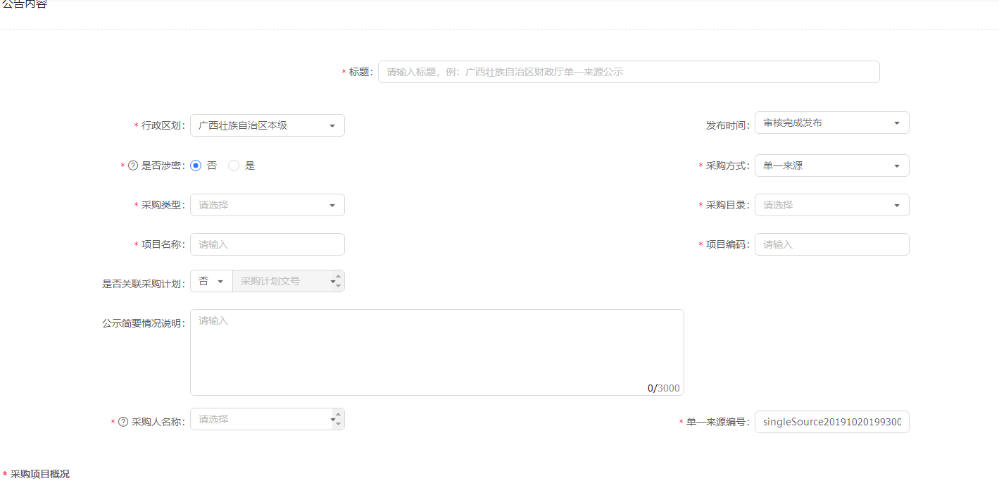 公告内容
* 标题： 请输入标题，例：广西壮族自治区财政厅单一来源公示
* 行政区划： 广西壮族自治区本级 发布时间： 审核完成发布
* ? 是否涉密： 否 是 * 采购方式： 单一来源
* 采购类型： 请选择 * 采购目录： 请选择
* 项目名称： 请输入 * 项目编码： 请输入
是否关联采购计划： 否 采购计划文号
公示简要情况说明： 请输入
0/3000
* ? 采购人名称： 请选择 * 单一来源编号： singleSource20191020199300
* 采购项目概况